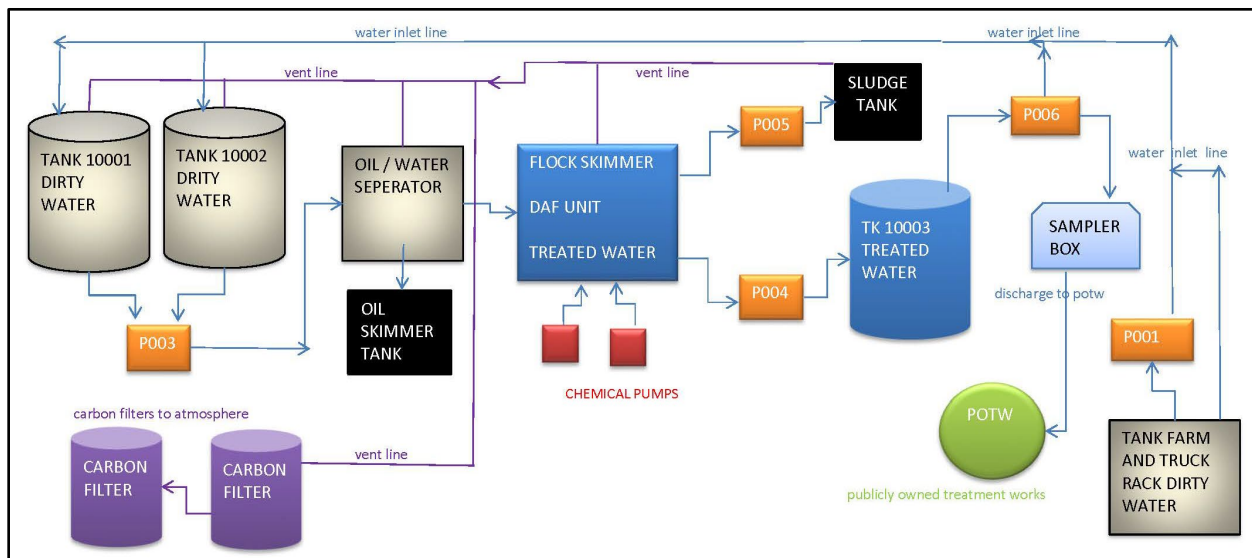 water inlet line
water inlet line
vent line
vent line
SLUDGE
TANK
P005
P006
TANK 10001
DIRTY
WATER
TANK 10002
DRITY
WATER
OIL / WATER
SEPERATOR
FLOCK SKIMMER
DAF UNIT
TREATED WATER
water inlet line
TK 10003
TREATED
WATER
SAMPLER
BOX
P004
discharge to potw
OIL
SKIMMER
TANK
P003
P001
CHEMICAL PUMPS
carbon filters to atmosphere
POTW
CARBON
FILTER
CARBON
FILTER
vent line
TANK FARM
AND TRUCK
RACK DIRTY
WATER
publicly owned treatment works